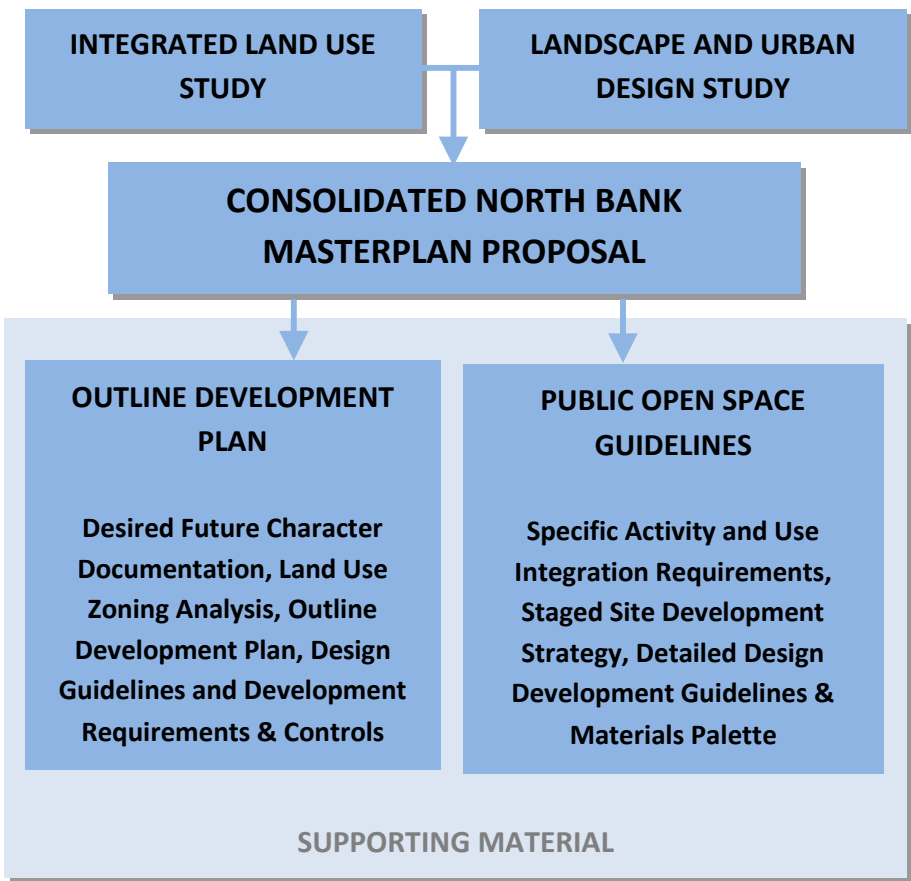 INTEGRATED LAND USE
STUDY
LANDSCAPE AND URBAN
DESIGN STUDY
CONSOLIDATED NORTH BANK
MASTERPLAN PROPOSAL
OUTLINE DEVELOPMENT
PLAN
Desired Future Character
Documentation, Land Use
Zoning Analysis, Outline
Development Plan, Design
Guidelines and Development
Requirements & Controls
PUBLIC OPEN SPACE
GUIDELINES
Specific Activity and Use
Integration Requirements,
Staged Site Development
Strategy, Detailed Design
Development Guidelines &
Materials Palette
SUPPORTING MATERIAL